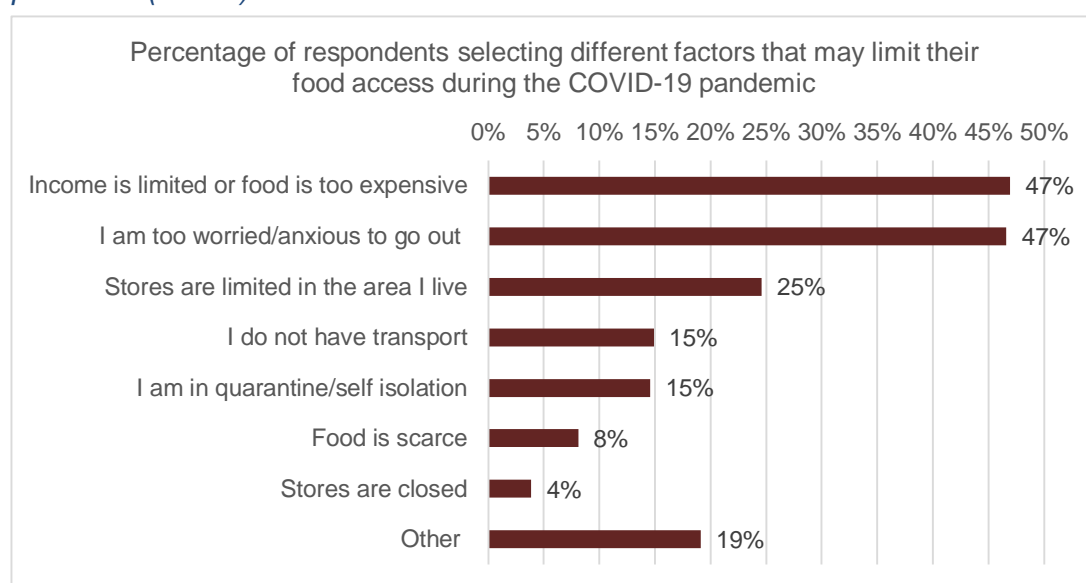 Percentage of respondents selecting different factors that may limit their
food access during the COVID-19 pandemic
0% 5% 10% 15% 20% 25% 30% 35% 40% 45% 50%
Income is limited or food is too expensive 47%
I am too worried/anxious to go out 47%
Stores are limited in the area I live 25%
I do not have transport 15%
I am in quarantine/self isolation 15%
Food is scarce 8%
Stores are closed 4%
Other 19%